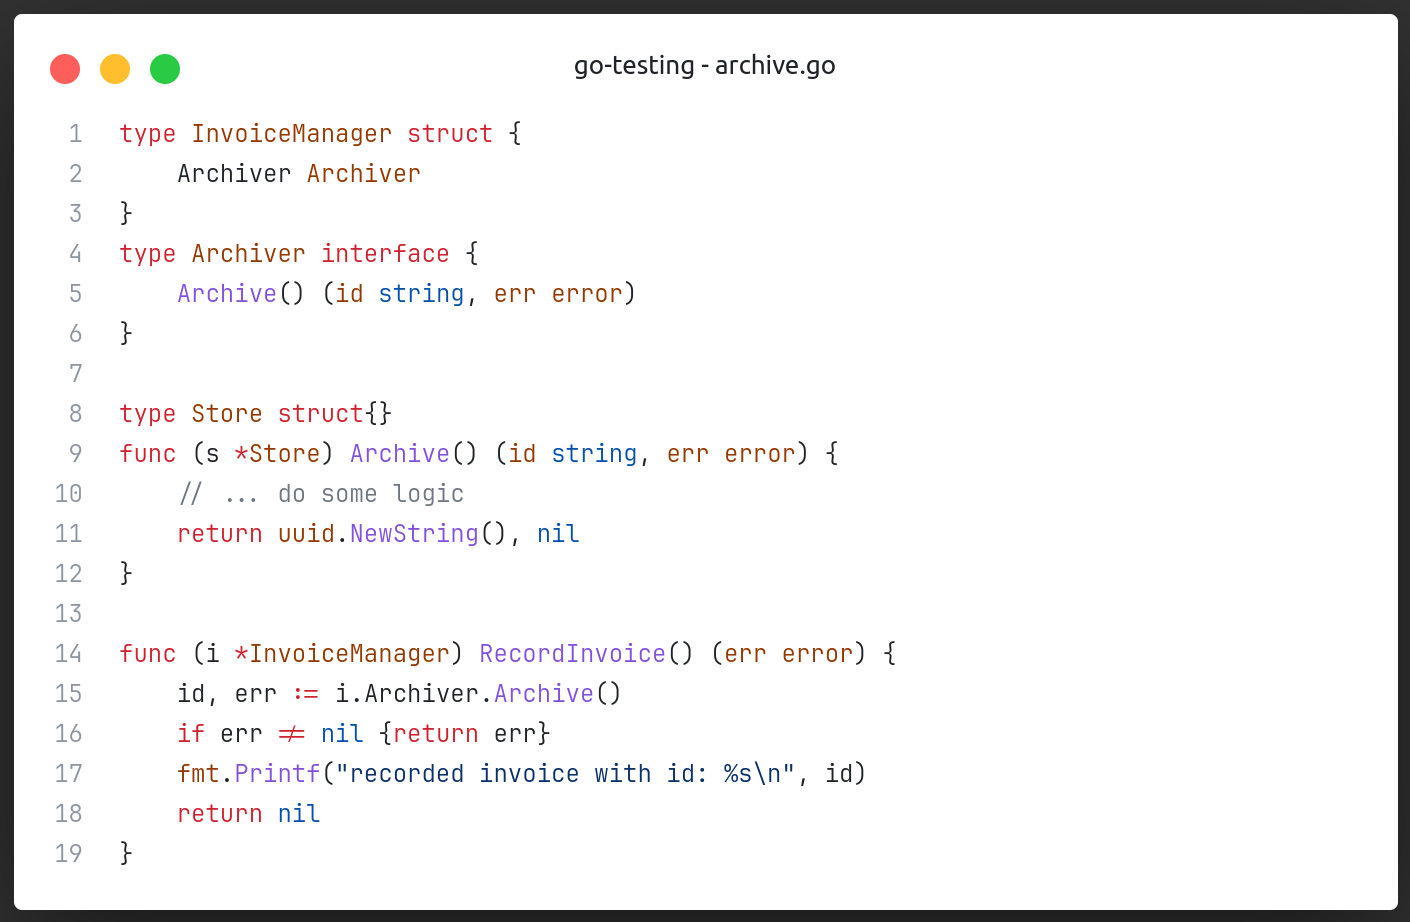 go-testing - archive.go
1 type InvoiceManager struct {
2     Archiver Archiver
3 }
4 type Archiver interface {
5     Archive() (id string, err error)
6 }
7
8 type Store struct{}
9 func (s *Store) Archive() (id string, err error) {
10     // ... do some logic
11     return uuid.NewString(), nil
12 }
13
14 func (i *InvoiceManager) RecordInvoice() (err error) {
15     id, err := i.Archiver.Archive()
16     if err != nil {return err}
17     fmt.Printf("recorded invoice with id: %s\n", id)
18     return nil
19 }